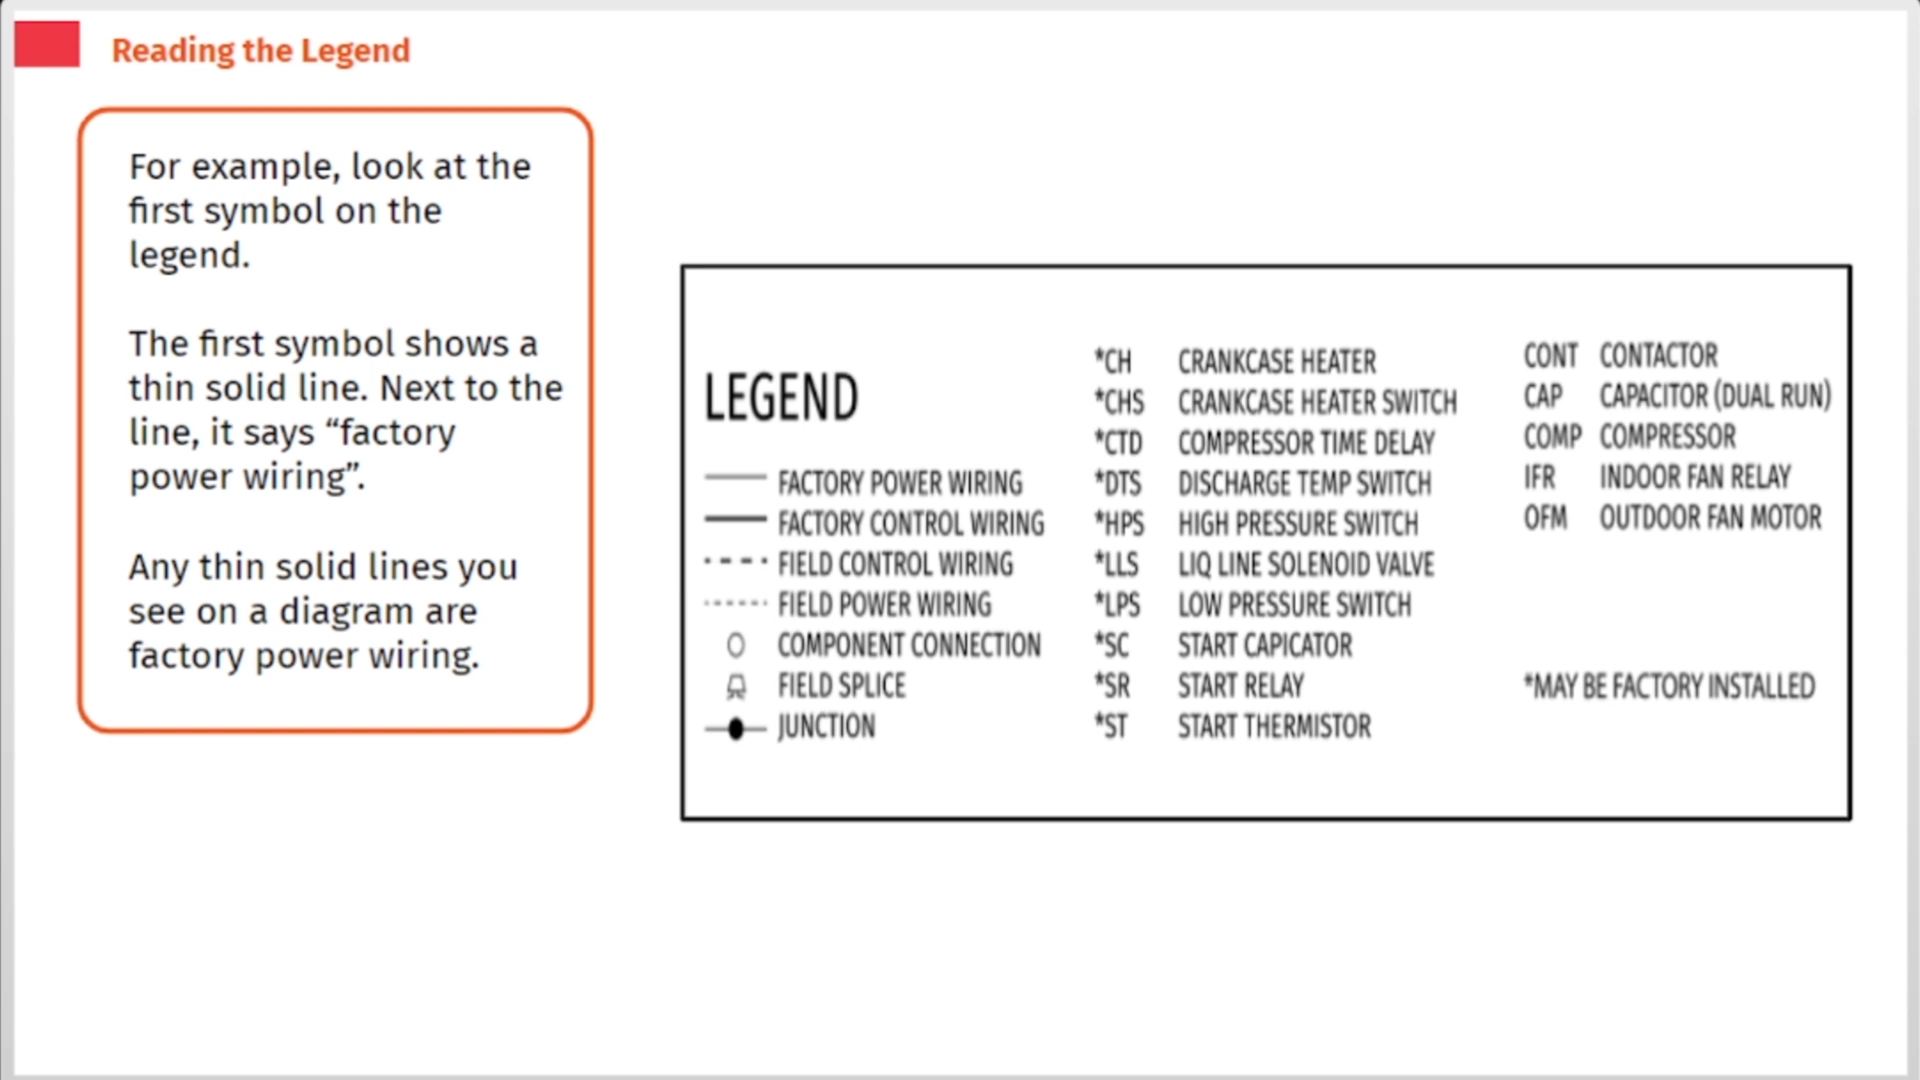 Reading the Legend
For example, look at the
first symbol on the
legend.
The first symbol shows a
thin solid line. Next to the
line, it says “factory
power wiring”.
Any thin solid lines you
see on a diagram are
factory power wiring.
LEGEND
FACTORY POWER WIRING
FACTORY CONTROL WIRING
FIELD CONTROL WIRING
FIELD POWER WIRING
COMPONENT CONNECTION
FIELD SPLICE
JUNCTION
*CH CRANKCASE HEATER
*CHS CRANKCASE HEATER SWITCH
*CTD COMPRESSOR TIME DELAY
*DTS DISCHARGE TEMP SWITCH
*HPS HIGH PRESSURE SWITCH
*LLS LIQ LINE SOLENOID VALVE
*LPS LOW PRESSURE SWITCH
*SC START CAPICATOR
*SR START RELAY
*ST START THERMISTOR
CONT CONTACTOR
CAP CAPACITOR (DUAL RUN)
COMP COMPRESSOR
IFR INDOOR FAN RELAY
OFM OUTDOOR FAN MOTOR
*MAY BE FACTORY INSTALLED